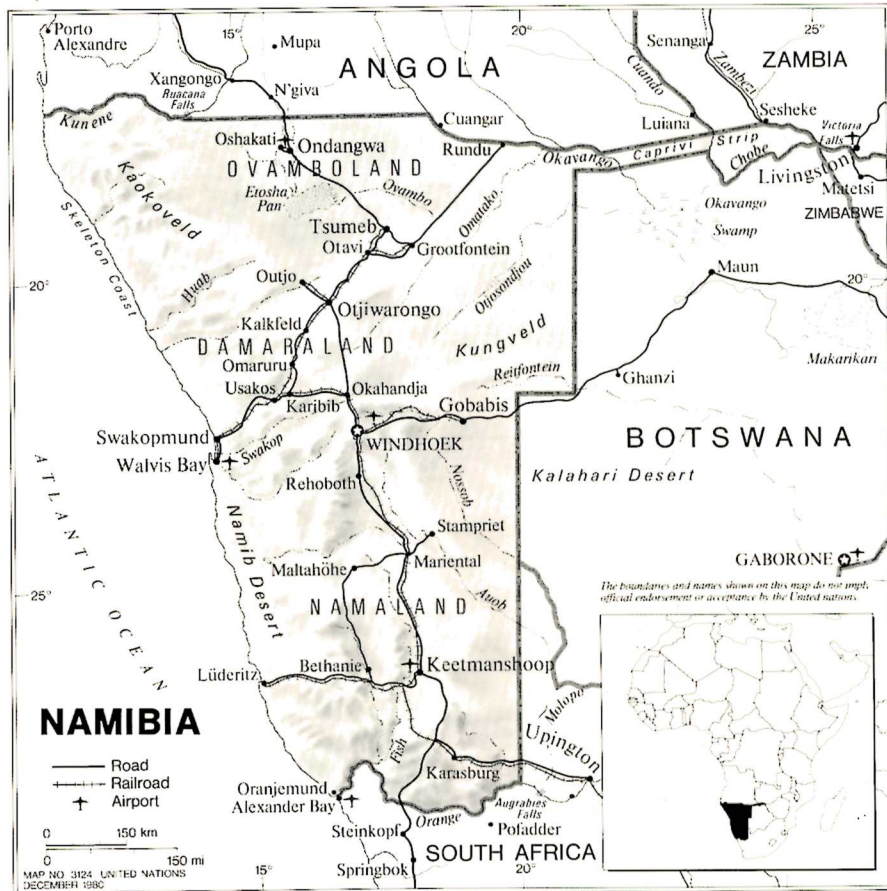 15°
20°
25°
Porto
Alexandre
Mupa
Xangongo
Ruacana
Falls
N'giva
ANGOLA
Senanga
Zambezi
ZAMBIA
Cuando
Kunene
Cuangar
Luiana
Sesheke
Victoria
Falls
Oshakati
Ondangwa
Rundu
Okavango
Caprivi Strip
Chobe
Livingston
OVAMBOLAND
Matetsi
Kaokoveld
Etosha
Pan
Ovambo
Omatako
Okavango
Swamp
ZIMBABWE
Skeleton Coast
Tsumeb
Otavi
Grootfontein
Maun
20°
20°
Huab
Outjo
Otjiwarongo
Otjosondjou
Kalkfeld
Kungveld
DAMARALAND
Makarikari
Omaruru
Reitfontein
Ghanzi
Usakos
Karibib
Okahandja
Gobabis
Swakopmund
WINDHOEK
BOTSWANA
Walvis Bay
Swakop
Kalahari Desert
Rehoboth
Nossob
ATLANTIC OCEAN
Namib Desert
Stampriet
Mariental
Maltahöhe
GABORONE
25°
NAMALAND
Auob
The boundaries and names shown on this map do not impl,
official endorsement or acceptance by the United nations.
Bethanie
Keetmanshoop
Lüderitz
Molopo
NAMIBIA
Fish
Upington
Road
Railroad
Airport
Karasburg
Oranjemund
Alexander Bay
Augrabies
Falls
Orange
Pofadder
0 150 km
Steinkopf
0 150 mi
SOUTH AFRICA
Springbok
15°
20°
MAP NO. 3124 UNITED NATIONS
DECEMBER 1980